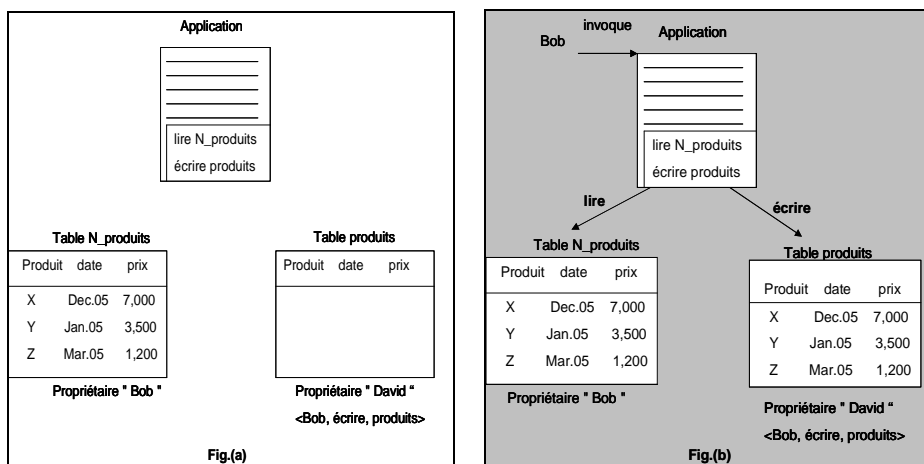 Application
lire N_produits
écrire produits
Table N_produits
Produit date prix
X Dec.05 7,000
Y Jan.05 3,500
Z Mar.05 1,200
Propriétaire " Bob "
Table produits
Produit date prix
Propriétaire " David “
<Bob, écrire, produits>
Fig.(a)
invoque
Bob
Application
lire N_produits
écrire produits
lire
écrire
Table N_produits
Produit date prix
X Dec.05 7,000
Y Jan.05 3,500
Z Mar.05 1,200
Propriétaire " Bob "
Table produits
Produit date prix
X Dec.05 7,000
Y Jan.05 3,500
Z Mar.05 1,200
Propriétaire " David “
<Bob, écrire, produits>
Fig.(b)